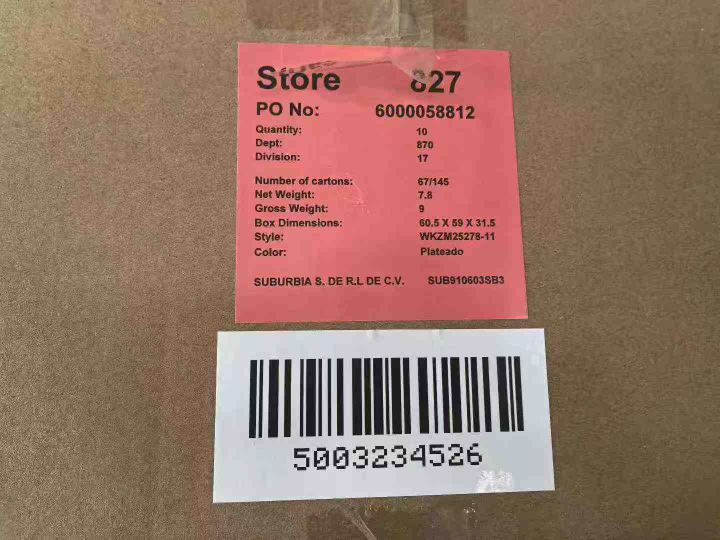 Store 827
PO No: 6000058812
Quantity: 10
Dept: 870
Division: 17
Number of cartons: 67/145
Net Weight: 7.8
Gross Weight: 9
Box Dimensions: 60.5 X 59 X 31.5
Style: WKZM25278-11
Color: Plateado
SUBURBIA S. DE R.L DE C.V. SUB910603SB3
5003234526